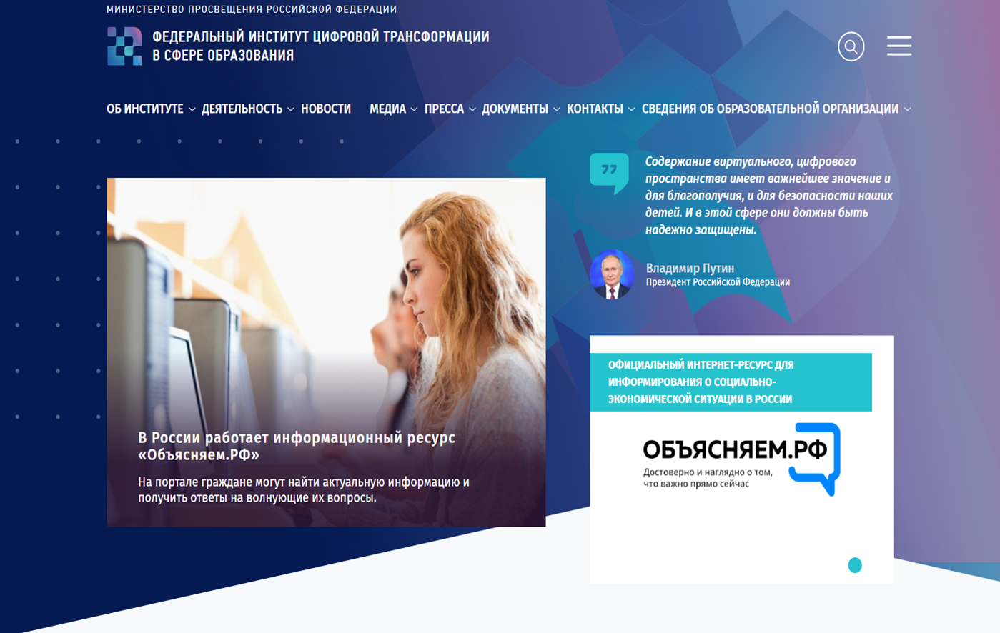 МИНИСТЕРСТВО ПРОСВЕЩЕНИЯ РОССИЙСКОЙ ФЕДЕРАЦИИ
ФЕДЕРАЛЬНЫЙ ИНСТИТУТ ЦИФРОВОЙ ТРАНСФОРМАЦИИ
В СФЕРЕ ОБРАЗОВАНИЯ
ОБ ИНСТИТУТЕ ДЕЯТЕЛЬНОСТЬ НОВОСТИ МЕДИА ПРЕССА ДОКУМЕНТЫ КОНТАКТЫ СВЕДЕНИЯ ОБ ОБРАЗОВАТЕЛЬНОЙ ОРГАНИЗАЦИИ
Содержание виртуального, цифрового
пространства имеет важнейшее значение и
для благополучия, и для безопасности наших
детей. И в этой сфере они должны быть
надежно защищены.
Владимир Путин
Президент Российской Федерации
В России работает информационный ресурс
«Объясняем.РФ»
На портале граждане могут найти актуальную информацию и
получить ответы на волнующие их вопросы.
ОФИЦИАЛЬНЫЙ ИНТЕРНЕТ-РЕСУРС ДЛЯ
ИНФОРМИРОВАНИЯ О СОЦИАЛЬНО-
ЭКОНОМИЧЕСКОЙ СИТУАЦИИ В РОССИИ
ОБЪЯСНЯЕМ.РФ
Достоверно и наглядно о том,
что важно прямо сейчас